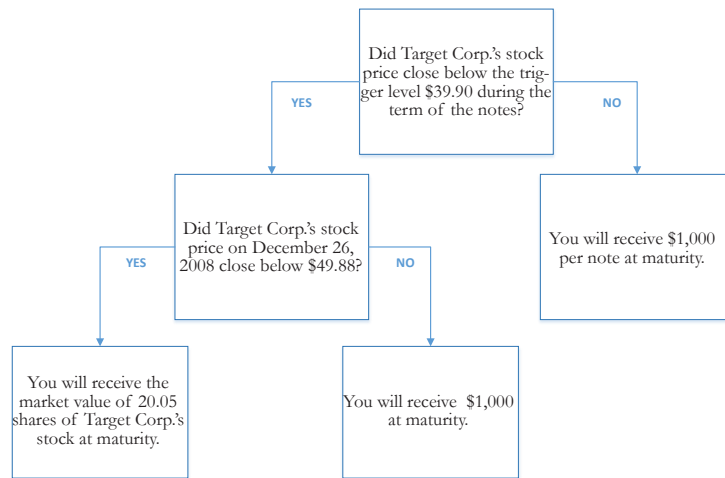 Did Target Corp.'s stock
price close below the trig-
ger level $39.90 during the
term of the notes?
YES
NO
Did Target Corp.'s stock
price on December 26,
2008 close below $49.88?
You will receive $1,000
per note at maturity.
YES
NO
You will receive the
market value of 20.05
shares of Target Corp.'s
stock at maturity.
You will receive $1,000
at maturity.